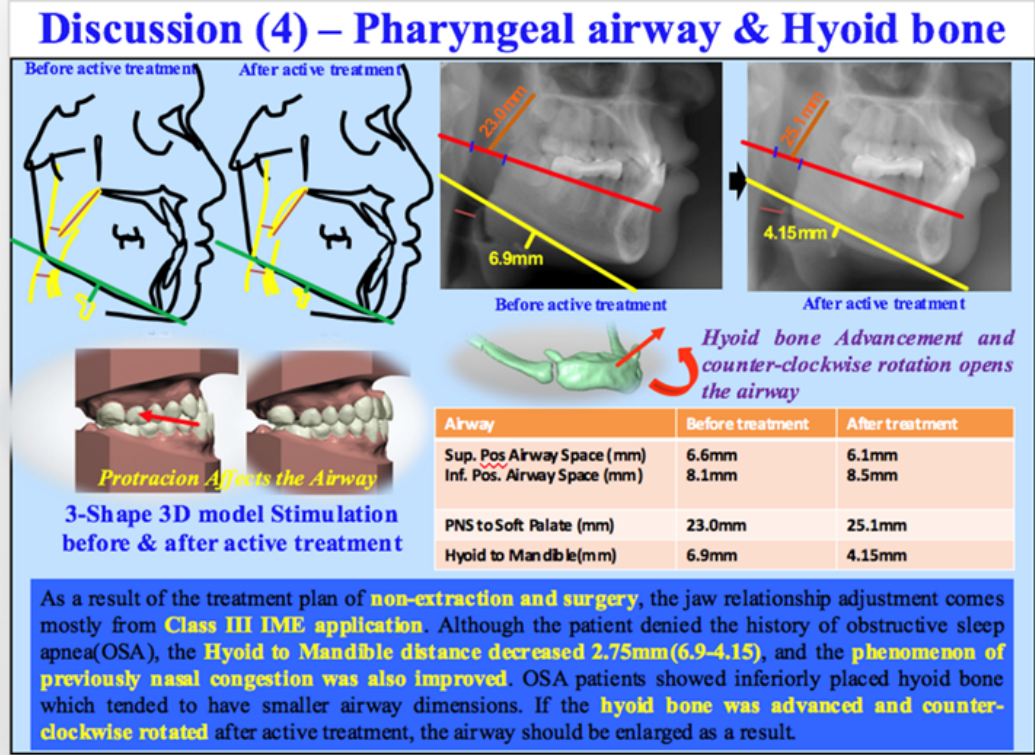 Discussion (4) – Pharyngeal airway & Hyoid bone
Before active treatment
After active treatment
23.0mm
6.9mm
25.1mm
4.15mm
Before active treatment
After active treatment
Hyoid bone Advancement and
counter-clockwise rotation opens
the airway
Protracion Affects the Airway
3-Shape 3D model Stimulation
before & after active treatment
Airway Before treatment After treatment
Sup. Pos Airway Space (mm) 6.6mm 6.1mm
Inf. Pos. Airway Space (mm) 8.1mm 8.5mm
PNS to Soft Palate (mm) 23.0mm 25.1mm
Hyoid to Mandible(mm) 6.9mm 4.15mm
As a result of the treatment plan of non-extraction and surgery, the jaw relationship adjustment comes
mostly from Class III IME application. Although the patient denied the history of obstructive sleep
apnea(OSA), the Hyoid to Mandible distance decreased 2.75mm(6.9-4.15), and the phenomenon of
previously nasal congestion was also improved. OSA patients showed inferiorly placed hyoid bone
which tended to have smaller airway dimensions. If the hyoid bone was advanced and counter-
clockwise rotated after active treatment, the airway should be enlarged as a result.